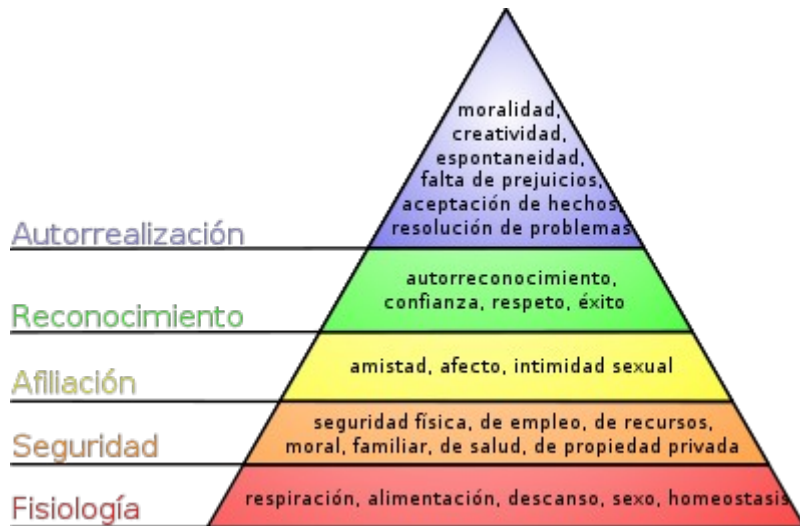 moralidad,
creatividad,
espontaneidad,
falta de prejuicios,
aceptación de hechos,
resolución de problemas
Autorrealización
autorreconocimiento,
confianza, respeto, éxito
Reconocimiento
amistad, afecto, intimidad sexual
Afiliación
seguridad física, de empleo, de recursos,
moral, familiar, de salud, de propiedad privada
Seguridad
respiración, alimentación, descanso, sexo, homeostasis
Fisiología